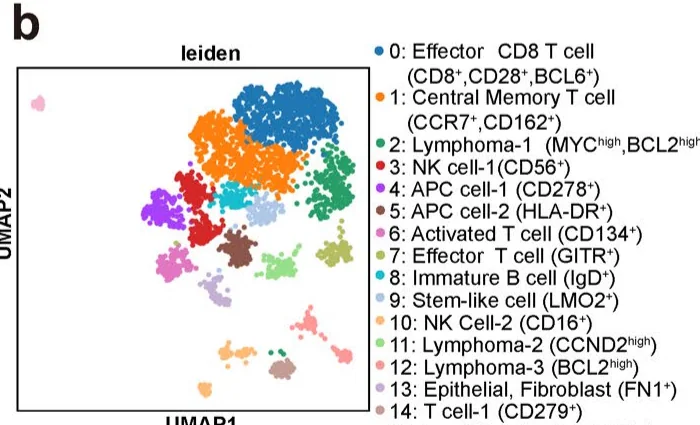 b
leiden
UMAP2
UMAP1
0: Effector CD8 T cell
(CD8⁺,CD28⁺,BCL6⁺)
1: Central Memory T cell
(CCR7⁺,CD162⁺)
2: Lymphoma-1 (MYCʰⁱᵍʰ,BCL2ʰⁱᵍʰ
3: NK cell-1(CD56⁺)
4: APC cell-1 (CD278⁺)
5: APC cell-2 (HLA-DR⁺)
6: Activated T cell (CD134⁺)
7: Effector T cell (GITR⁺)
8: Immature B cell (IgD⁺)
9: Stem-like cell (LMO2⁺)
10: NK Cell-2 (CD16⁺)
11: Lymphoma-2 (CCND2ʰⁱᵍʰ)
12: Lymphoma-3 (BCL2ʰⁱᵍʰ)
13: Epithelial, Fibroblast (FN1⁺)
14: T cell-1 (CD279⁺)